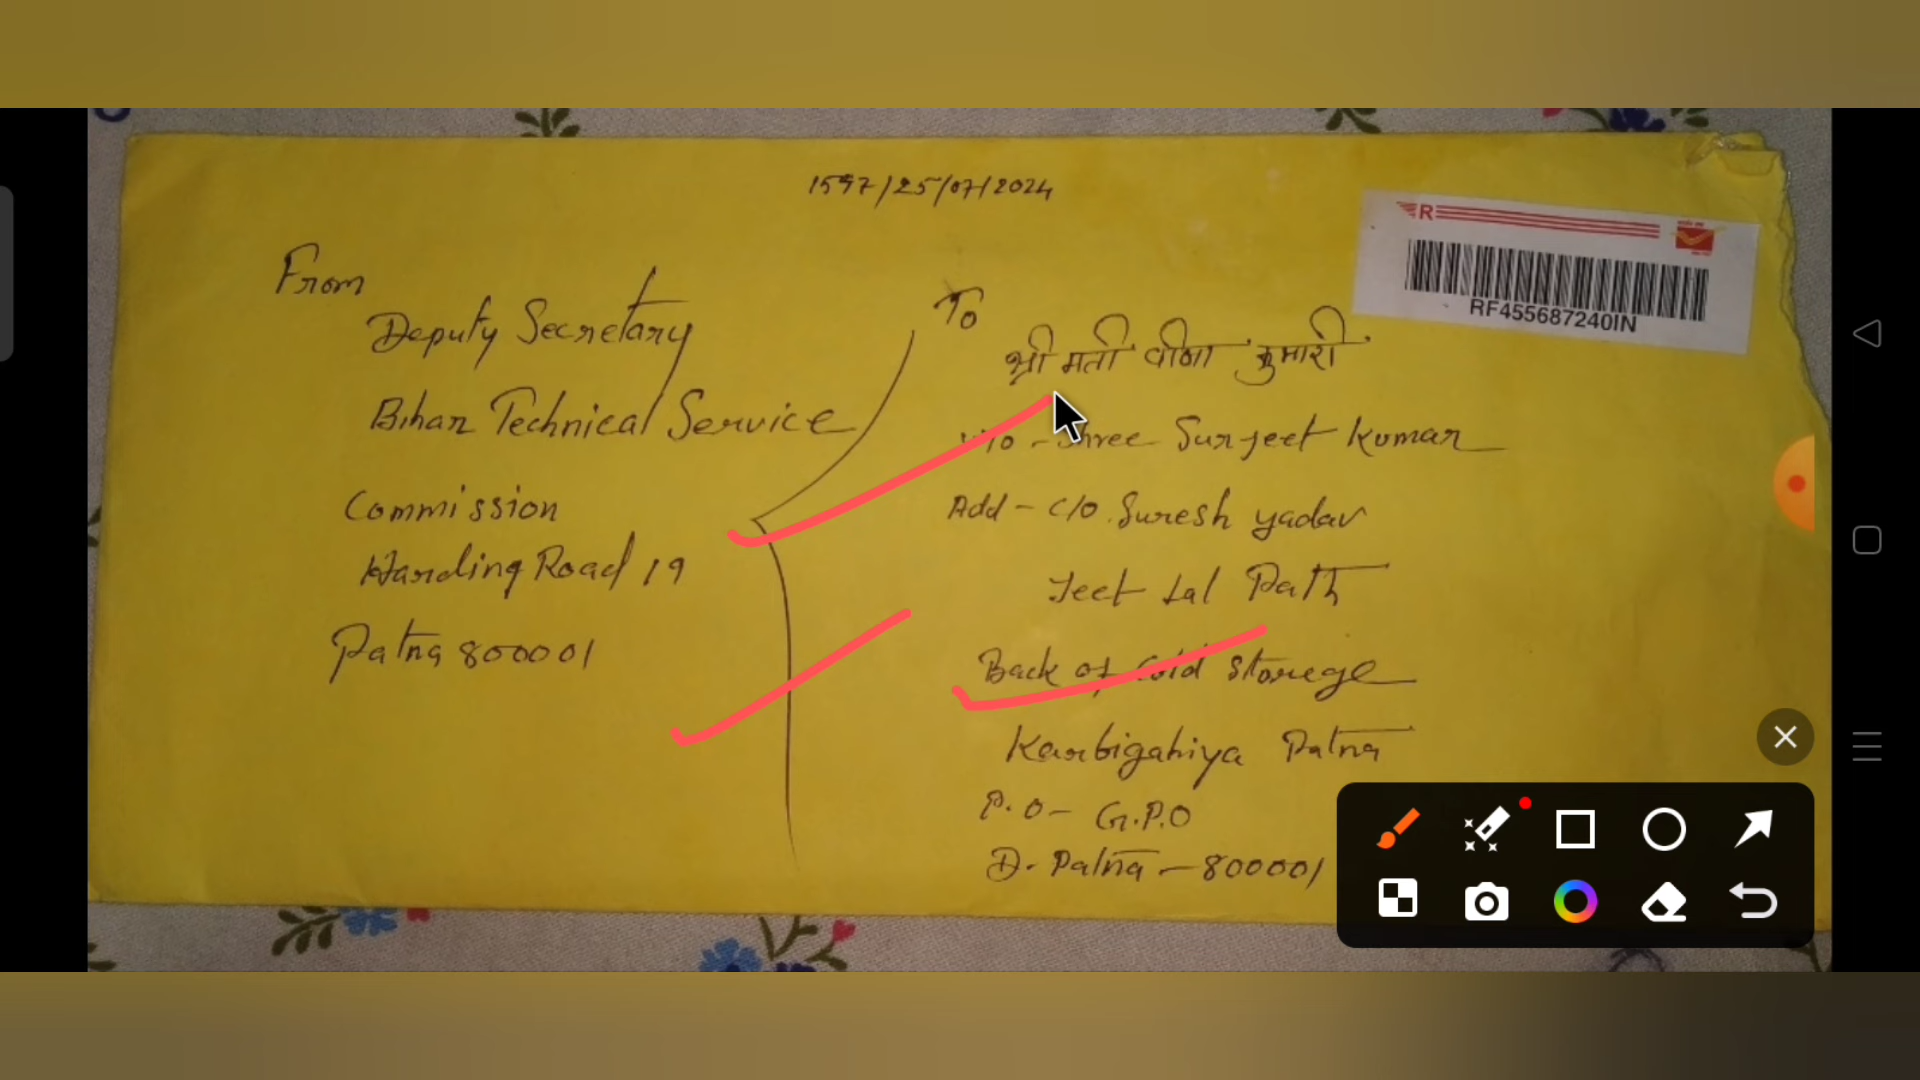 1597/25/07/2024
R
RF455687240IN
From
Deputy Secretary
Bihar Technical Service
Commission
Harding Road 19
Patna 800001
To
श्री मती वीणा कुमारी
Shree Surjeet Kumar
Add - C/O. Suresh yadav
Jeet Lal Path
Back of Cold Storege
Karbigahiya Patna
P.O - G.P.O
D. Patna - 800001